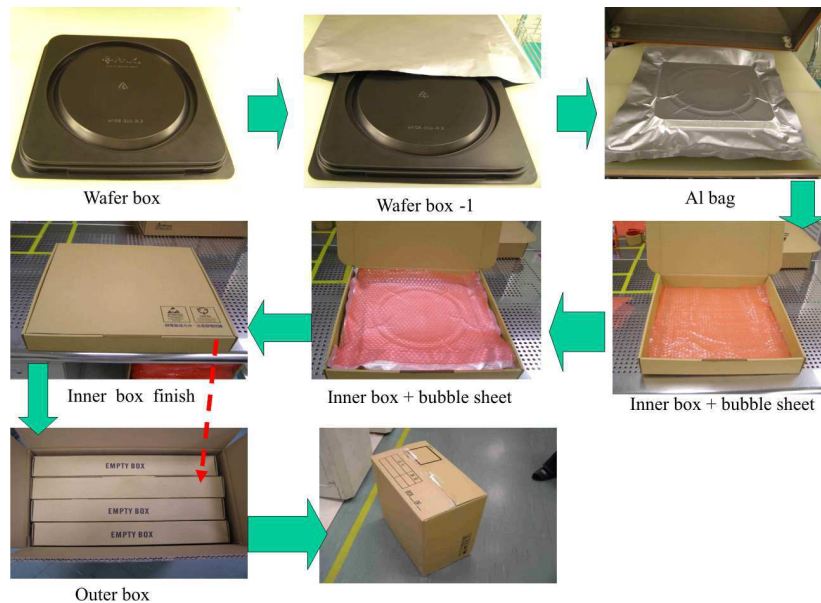 Wafer box
Wafer box -1
Al bag
Inner box finish
Inner box + bubble sheet
Inner box + bubble sheet
EMPTY BOX
EMPTY BOX
EMPTY BOX
Outer box